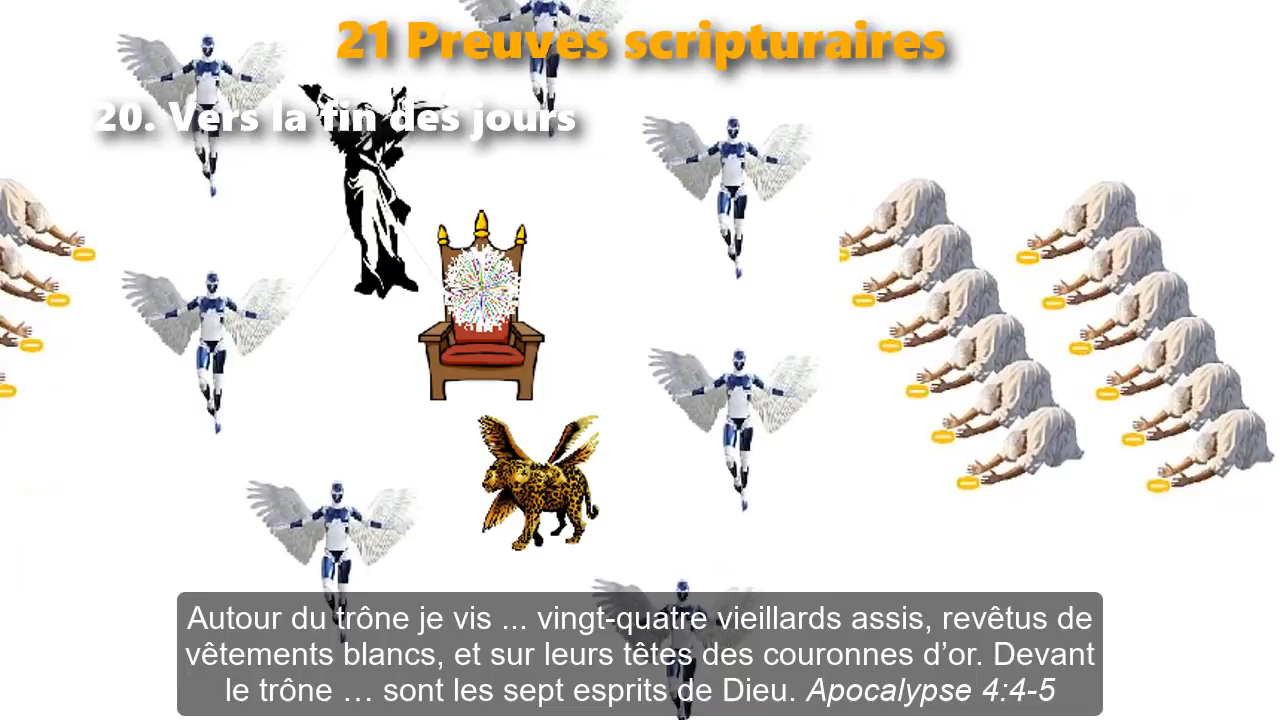 21 Preuves scripturaires
20. Vers la fin des jours
Autour du trône je vis ... vingt-quatre vieillards assis, revêtus de
vêtements blancs, et sur leurs têtes des couronnes d’or. Devant
le trône … sont les sept esprits de Dieu. Apocalypse 4:4-5